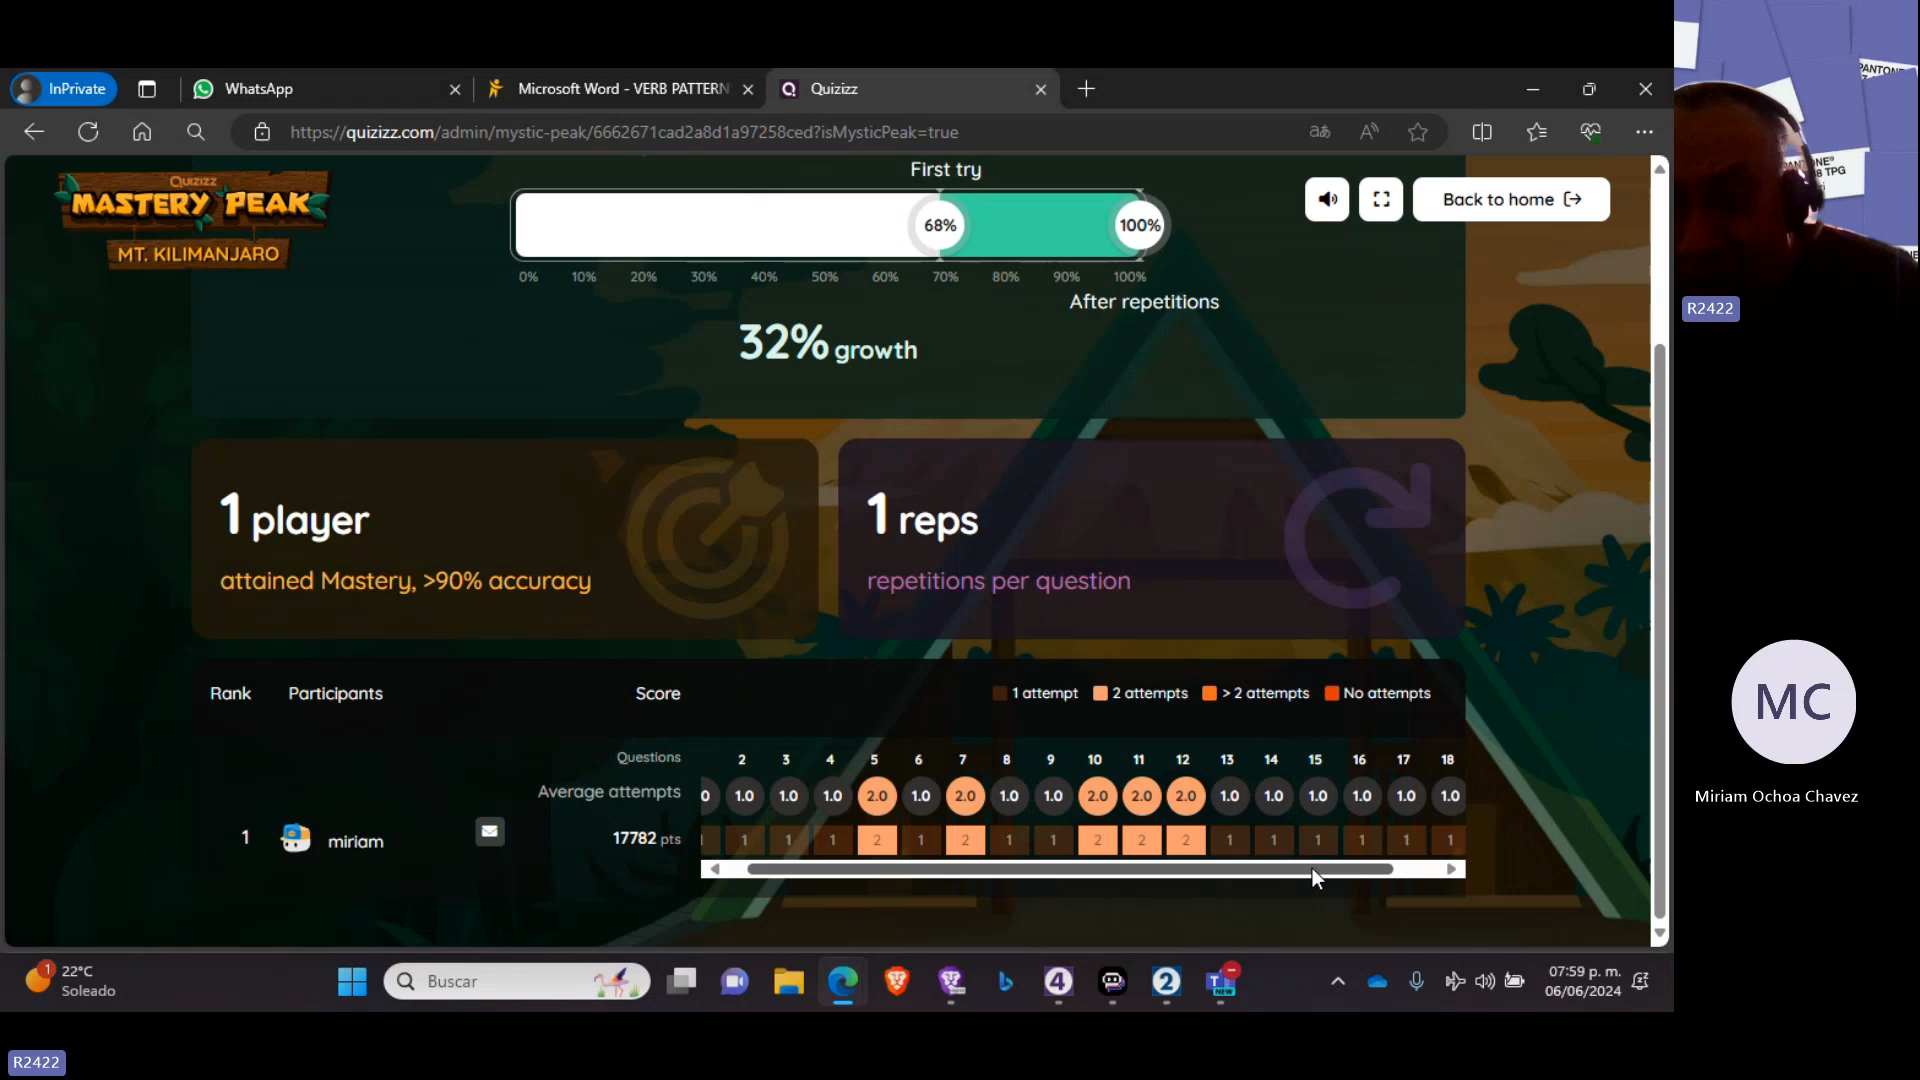 InPrivate
WhatsApp
Microsoft Word - VERB PATTERN
Quizizz
https://quizizz.com/admin/mystic-peak/6662671cad2a8d1a97258ced?isMysticPeak=true
Quizizz
MASTERY PEAK
MT. KILIMANJARO
First try
68%
100%
0% 10% 20% 30% 40% 50% 60% 70% 80% 90% 100%
After repetitions
32% growth
Back to home
1 player
attained Mastery, >90% accuracy
1 reps
repetitions per question
Rank Participants Score 1 attempt 2 attempts > 2 attempts No attempts
Questions 2 3 4 5 6 7 8 9 10 11 12 13 14 15 16 17 18
Average attempts 0 1.0 1.0 1.0 2.0 1.0 2.0 1.0 1.0 2.0 2.0 2.0 1.0 1.0 1.0 1.0 1.0 1.0
1 miriam 17782 pts 1 1 1 2 1 2 1 1 2 2 2 1 1 1 1 1 1
1
22°C
Soleado
Buscar
4
2
NEW
07:59 p. m.
06/06/2024
PANTONE
R2422
MC
Miriam Ochoa Chavez
R2422